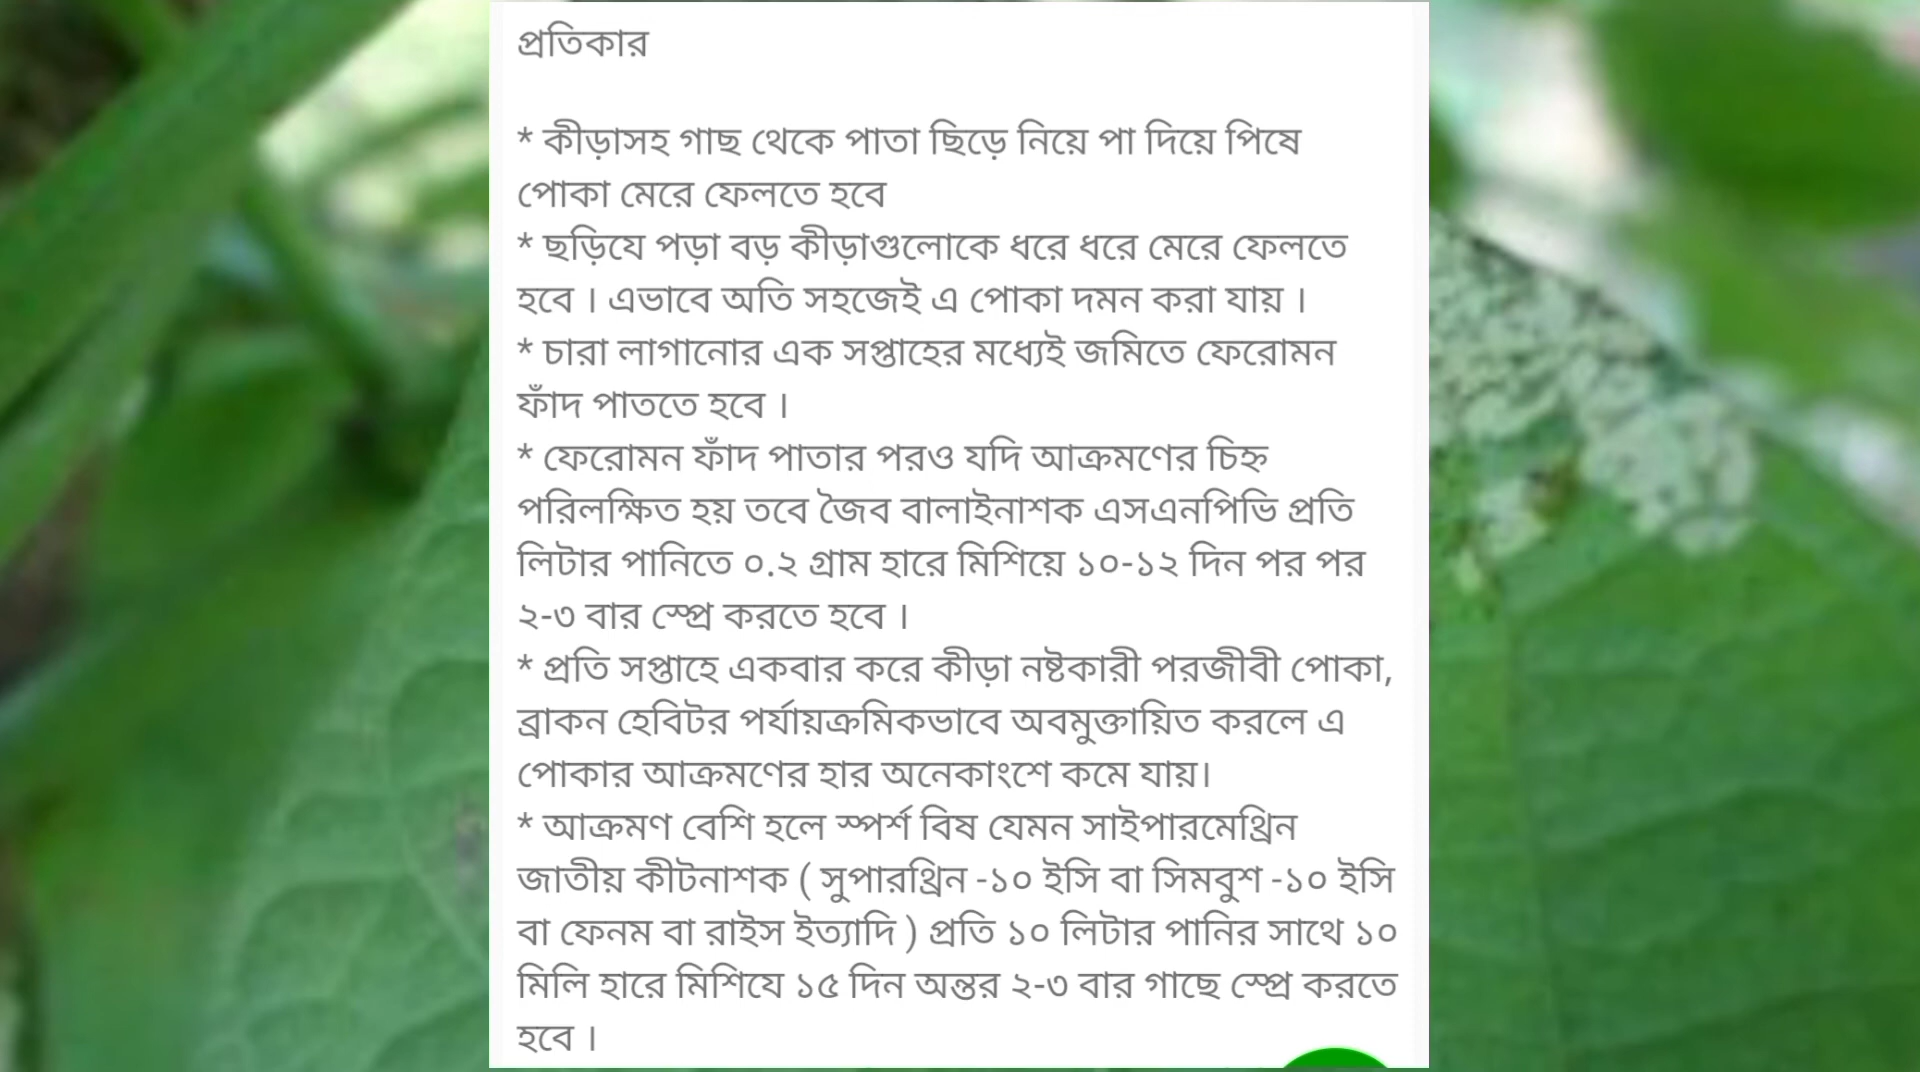 প্রতিকার
* কীড়াসহ গাছ থেকে পাতা ছিড়ে নিয়ে পা দিয়ে পিষে
পোকা মেরে ফেলতে হবে
* ছড়িযে পড়া বড় কীড়াগুলোকে ধরে ধরে মেরে ফেলতে
হবে । এভাবে অতি সহজেই এ পোকা দমন করা যায় ।
* চারা লাগানোর এক সপ্তাহের মধ্যেই জমিতে ফেরোমন
ফাঁদ পাততে হবে ।
* ফেরোমন ফাঁদ পাতার পরও যদি আক্রমণের চিহ্ন
পরিলক্ষিত হয় তবে জৈব বালাইনাশক এসএনপিভি প্রতি
লিটার পানিতে ০.২ গ্রাম হারে মিশিয়ে ১০-১২ দিন পর পর
২-৩ বার স্প্রে করতে হবে ।
* প্রতি সপ্তাহে একবার করে কীড়া নষ্টকারী পরজীবী পোকা,
ব্রাকন হেবিটর পর্যায়ক্রমিকভাবে অবমুক্তায়িত করলে এ
পোকার আক্রমণের হার অনেকাংশে কমে যায়।
* আক্রমণ বেশি হলে স্পর্শ বিষ যেমন সাইপারমেথ্রিন
জাতীয় কীটনাশক ( সুপারথ্রিন -১০ ইসি বা সিমবুশ -১০ ইসি
বা ফেনম বা রাইস ইত্যাদি ) প্রতি ১০ লিটার পানির সাথে ১০
মিলি হারে মিশিযে ১৫ দিন অন্তর ২-৩ বার গাছে স্প্রে করতে
হবে ।